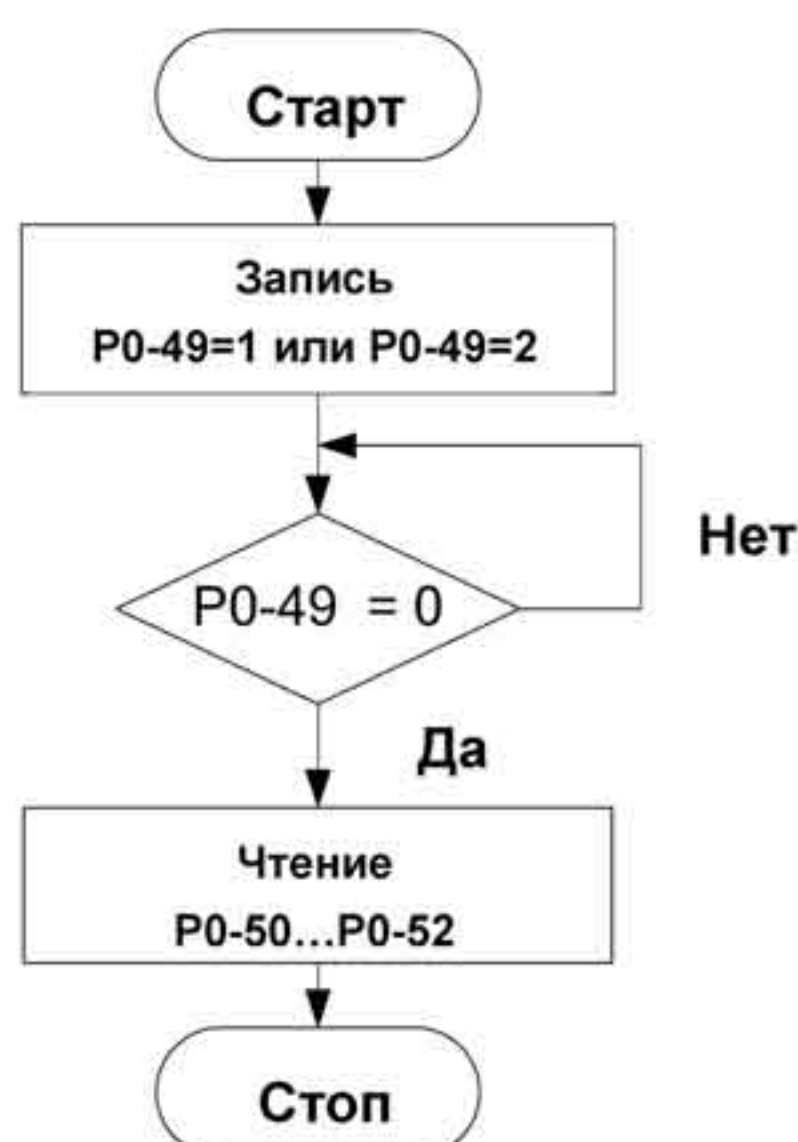 Старт
Запись
P0-49=1 или P0-49=2
Нет
P0-49 = 0
Да
Чтение
P0-50...P0-52
Стоп